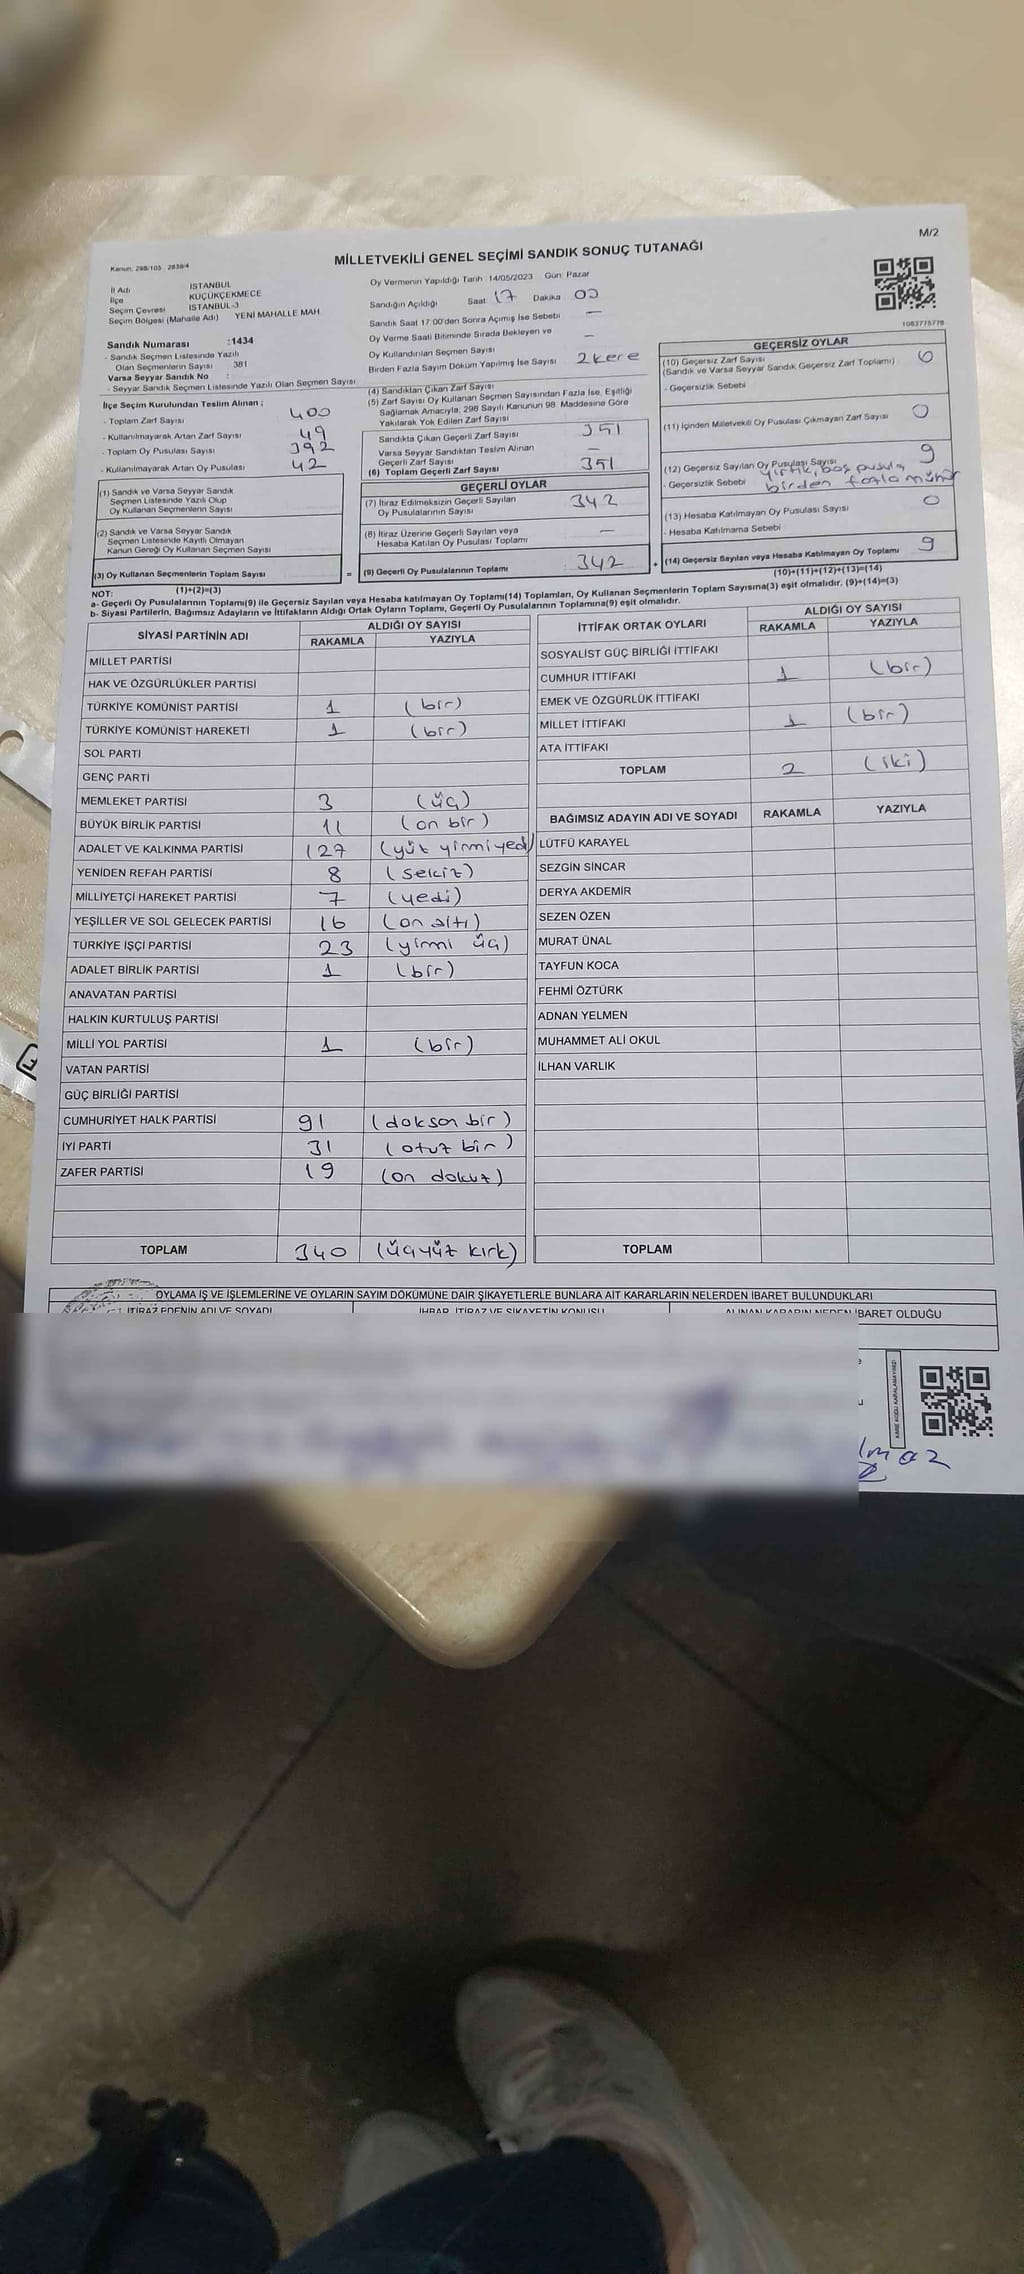 M/2
MİLLETVEKİLİ GENEL SEÇİMİ SANDIK SONUÇ TUTANAĞI
Kanun: 298/105 2839/4
İl Adı İSTANBUL
İlçe KÜÇÜKÇEKMECE
Seçim Çevresi İSTANBUL-3
Seçim Bölgesi (Mahalle Adı) YENİ MAHALLE MAH.
Sandık Numarası :1434
- Sandık Seçmen Listesinde Yazılı
Olan Seçmenlerin Sayısı 381
Varsa Seyyar Sandık No :
- Seyyar Sandık Seçmen Listesinde Yazılı Olan Seçmen Sayısı
Oy Vermenin Yapıldığı Tarih 14/05/2023 Gün: Pazar
Sandığın Açıldığı Saat 17 Dakika 00
Sandık Saat 17:00'den Sonra Açımış İse Sebebi —
Oy Verme Saati Bitiminde Sırada Bekleyen ve
Oy Kullandırılan Seçmen Sayısı —
Birden Fazla Sayım Döküm Yapılmış İse Sayısı 2 kere
1083775776
İlçe Seçim Kurulundan Teslim Alınan ;
- Toplam Zarf Sayısı 400
- Kullanılmayarak Artan Zarf Sayısı 49
- Toplam Oy Pusulası Sayısı 392
- Kullanılmayarak Artan Oy Pusulası 42
(1) Sandık ve Varsa Seyyar Sandık
Seçmen Listesinde Yazılı Olup
Oy Kullanan Seçmenlerin Sayısı
(2) Sandık ve Varsa Seyyar Sandık
Seçmen Listesinde Kayıtlı Olmayan
Kanun Gereği Oy Kullanan Seçmen Sayısı
(3) Oy Kullanan Seçmenlerin Toplam Sayısı
(1)+(2)=(3)
(4) Sandıktan Çıkan Zarf Sayısı
(5) Zarf Sayısı Oy Kullanan Seçmen Sayısından Fazla İse, Eşitliği
Sağlamak Amacıyla, 298 Sayılı Kanunun 98. Maddesine Göre
Yakılarak Yok Edilen Zarf Sayısı
Sandıkta Çıkan Geçerli Zarf Sayısı 351
Varsa Seyyar Sandıktan Teslim Alınan
Geçerli Zarf Sayısı —
(6) Toplam Geçerli Zarf Sayısı 351
GEÇERLİ OYLAR
(7) İtiraz Edilmeksizin Geçerli Sayılan
Oy Pusulalarının Sayısı 342
(8) İtiraz Üzerine Geçerli Sayılan veya
Hesaba Katılan Oy Pusulası Toplamı —
= (9) Geçerli Oy Pusulalarının Toplamı 342 +
GEÇERSİZ OYLAR
(10) Geçersiz Zarf Sayısı 0
(Sandık ve Varsa Seyyar Sandık Geçersiz Zarf Toplamı)
- Geçersizlik Sebebi
(11) İçinden Milletvekili Oy Pusulası Çıkmayan Zarf Sayısı 0
(12) Geçersiz Sayılan Oy Pusulası Sayısı 9
- Geçersizlik Sebebi yırtık, boş pusula,
birden fazla mühür
(13) Hesaba Katılmayan Oy Pusulası Sayısı 0
- Hesaba Katılmama Sebebi
(14) Geçersiz Sayılan veya Hesaba Katılmayan Oy Toplamı 9
(10)+(11)+(12)+(13)=(14)
NOT:
a- Geçerli Oy Pusulalarının Toplamı(9) ile Geçersiz Sayılan veya Hesaba katılmayan Oy Toplamı(14) Toplamları, Oy Kullanan Seçmenlerin Toplam Sayısına(3) eşit olmalıdır. (9)+(14)=(3)
b- Siyasi Partilerin, Bağımsız Adayların ve İttifakların Aldığı Ortak Oyların Toplamı, Geçerli Oy Pusulalarının Toplamına(9) eşit olmalıdır.
SİYASİ PARTİNİN ADI ALDIĞI OY SAYISI
RAKAMLA YAZIYLA
MİLLET PARTİSİ
HAK VE ÖZGÜRLÜKLER PARTİSİ
TÜRKİYE KOMÜNİST PARTİSİ 1 (bir)
TÜRKİYE KOMÜNİST HAREKETİ 1 (bir)
SOL PARTİ
GENÇ PARTİ
MEMLEKET PARTİSİ 3 (üç)
BÜYÜK BİRLİK PARTİSİ 11 (on bir)
ADALET VE KALKINMA PARTİSİ 127 (yüz yirmi yedi)
YENİDEN REFAH PARTİSİ 8 (sekiz)
MİLLİYETÇİ HAREKET PARTİSİ 7 (yedi)
YEŞİLLER VE SOL GELECEK PARTİSİ 16 (on altı)
TÜRKİYE İŞÇİ PARTİSİ 23 (yirmi üç)
ADALET BİRLİK PARTİSİ 1 (bir)
ANAVATAN PARTİSİ
HALKIN KURTULUŞ PARTİSİ
MİLLİ YOL PARTİSİ 1 (bir)
VATAN PARTİSİ
GÜÇ BİRLİĞİ PARTİSİ
CUMHURİYET HALK PARTİSİ 91 (doksan bir)
İYİ PARTİ 31 (otuz bir)
ZAFER PARTİSİ 19 (on dokuz)
TOPLAM 340 (üçyüz kırk)
İTTİFAK ORTAK OYLARI ALDIĞI OY SAYISI
RAKAMLA YAZIYLA
SOSYALİST GÜÇ BİRLİĞİ İTTİFAKI
CUMHUR İTTİFAKI 1 (bir)
EMEK VE ÖZGÜRLÜK İTTİFAKI
MİLLET İTTİFAKI 1 (bir)
ATA İTTİFAKI
TOPLAM 2 (iki)
BAĞIMSIZ ADAYIN ADI VE SOYADI RAKAMLA YAZIYLA
LÜTFÜ KARAYEL
SEZGİN SİNCAR
DERYA AKDEMİR
SEZEN ÖZEN
MURAT ÜNAL
TAYFUN KOCA
FEHMİ ÖZTÜRK
ADNAN YELMEN
MUHAMMET ALİ OKUL
İLHAN VARLIK
TOPLAM
OYLAMA İŞ VE İŞLEMLERİNE VE OYLARIN SAYIM DÖKÜMÜNE DAİR ŞİKAYETLERLE BUNLARA AİT KARARLARIN NELERDEN İBARET BULUNDUKLARI
İTİRAZ EDENİN ADI VE SOYADI İHBAR, İTİRAZ VE ŞİKAYETİN KONUSU ALINAN KARARIN NEDEN İBARET OLDUĞU